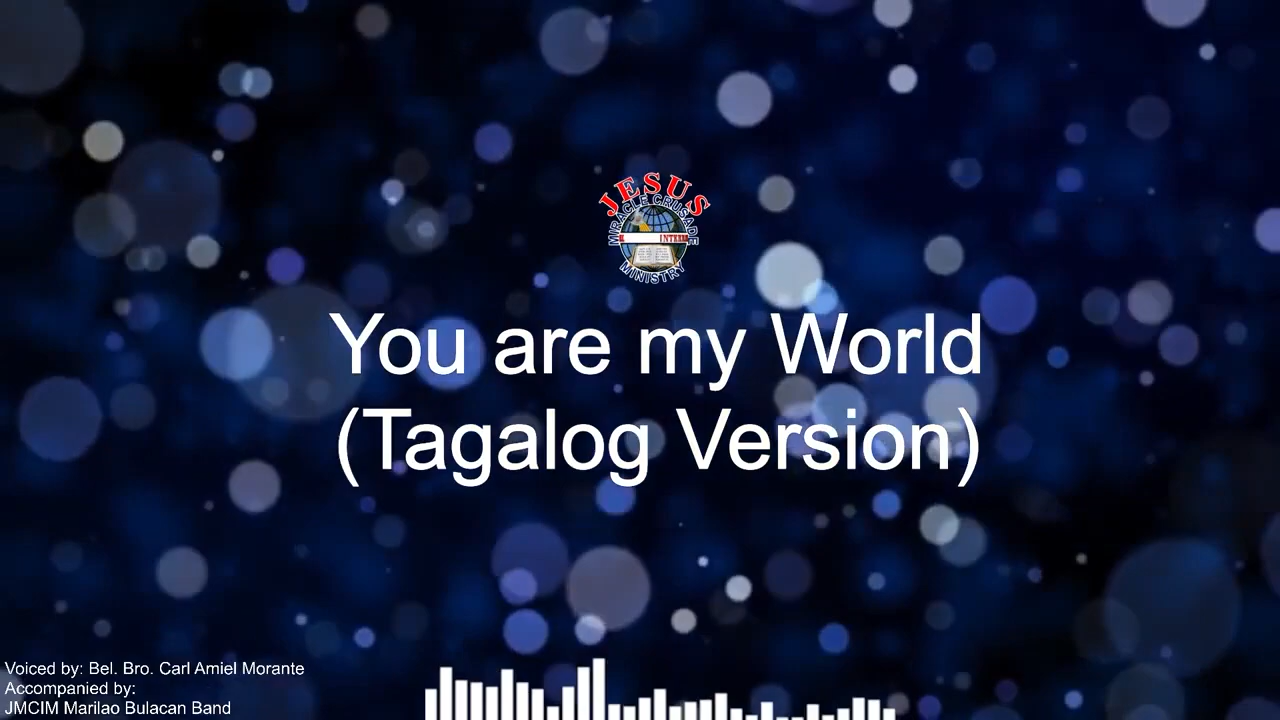 JESUS
MIRACLE CRUSADE
MINISTRY
You are my World
(Tagalog Version)
Voiced by: Bel. Bro. Carl Amiel Morante
Accompanied by:
JMCIM Marilao Bulacan Band